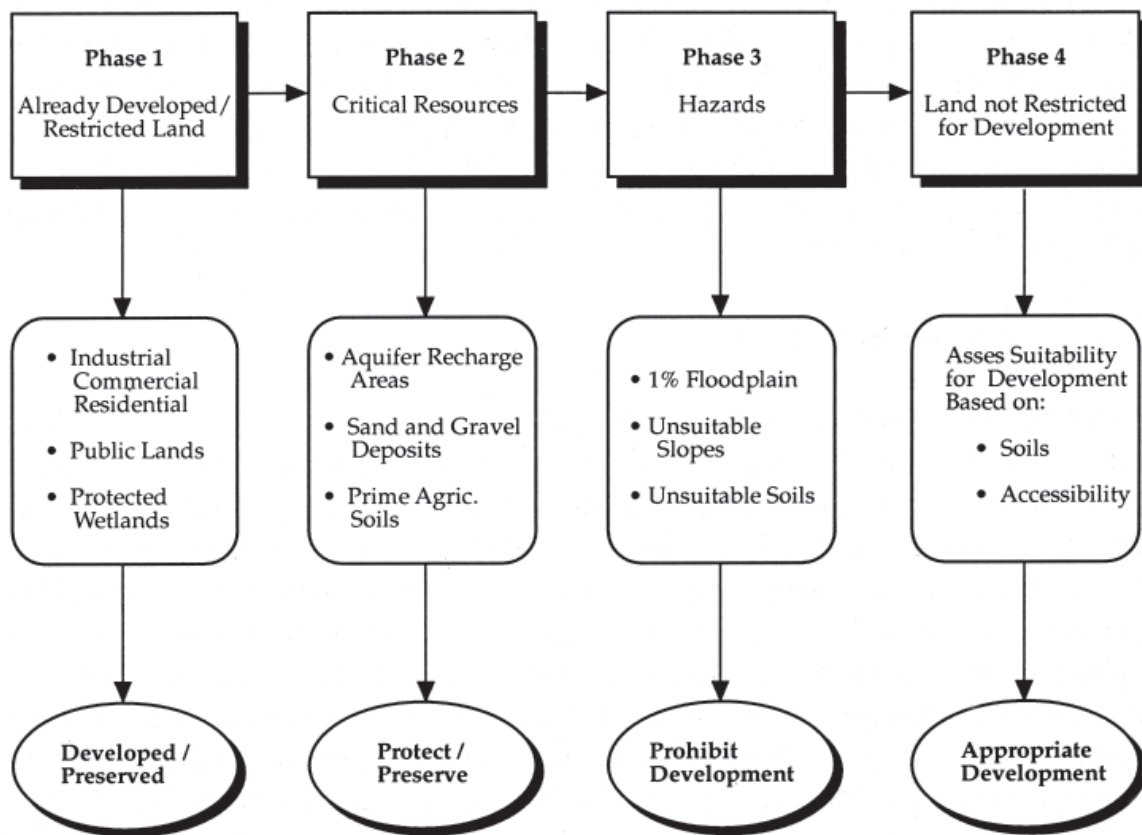 Phase 1
Already Developed/
Restricted Land
Phase 2
Critical Resources
Phase 3
Hazards
Phase 4
Land not Restricted
for Development
• Industrial
Commercial
Residential
• Public Lands
• Protected
Wetlands
• Aquifer Recharge
Areas
• Sand and Gravel
Deposits
• Prime Agric.
Soils
• 1% Floodplain
• Unsuitable
Slopes
• Unsuitable Soils
Asses Suitability
for Development
Based on:
• Soils
• Accessibility
Developed /
Preserved
Protect /
Preserve
Prohibit
Development
Appropriate
Development